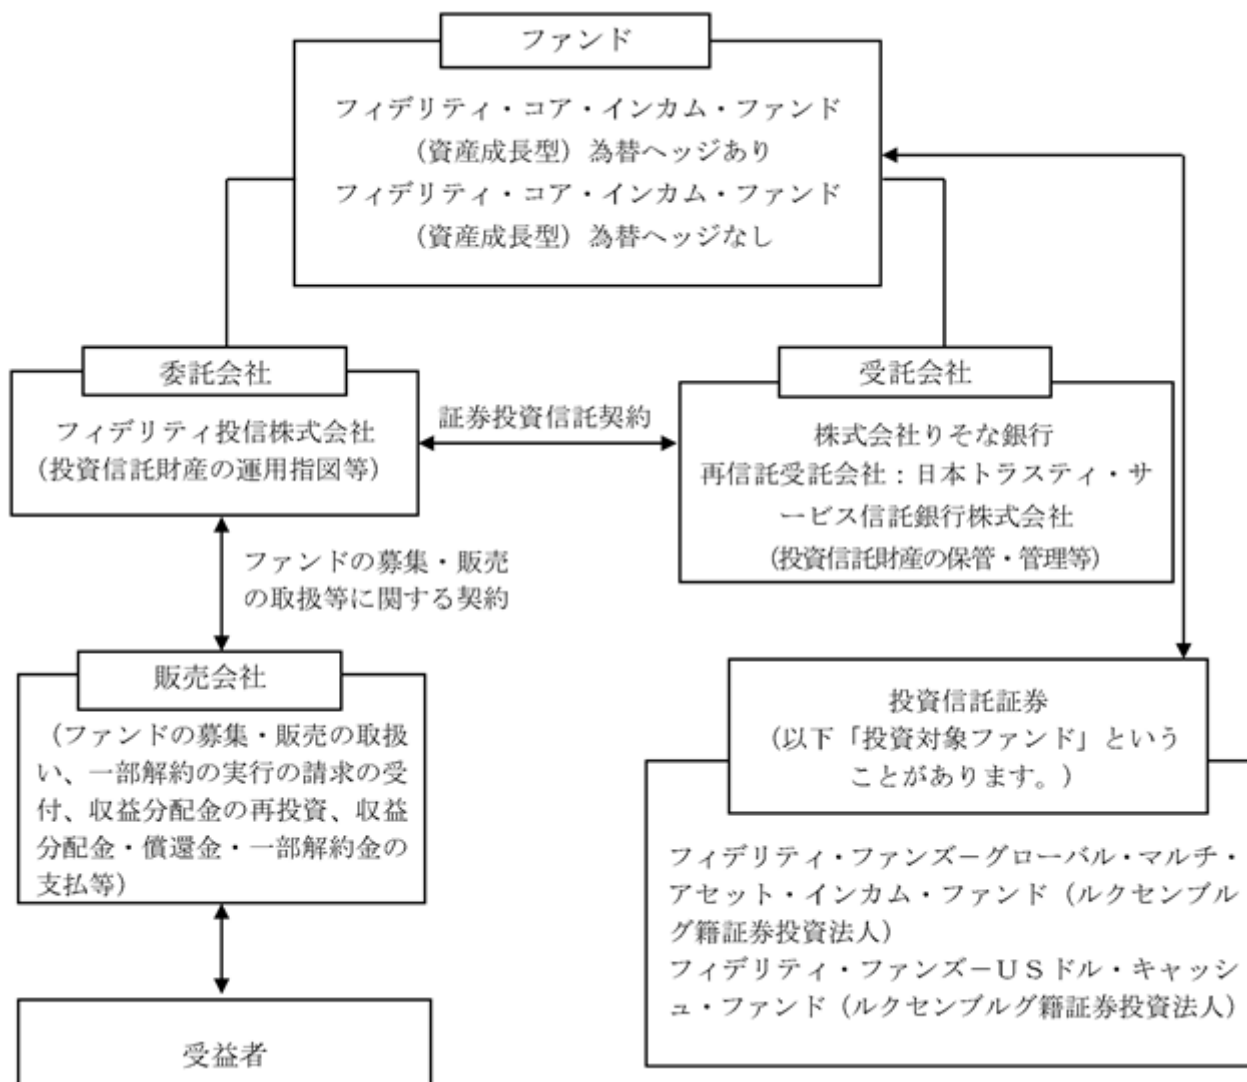 ファンド
フィデリティ・コア・インカム・ファンド
（資産成長型）為替ヘッジあり
フィデリティ・コア・インカム・ファンド
（資産成長型）為替ヘッジなし
委託会社
フィデリティ投信株式会社
（投資信託財産の運用指図等）
証券投資信託契約
受託会社
株式会社りそな銀行
再信託受託会社：日本トラスティ・サ
ービス信託銀行株式会社
（投資信託財産の保管・管理等）
ファンドの募集・販売
の取扱等に関する契約
販売会社
（ファンドの募集・販売の取扱
い、一部解約の実行の請求の受
付、収益分配金の再投資、収益
分配金・償還金・一部解約金の
支払等）
受益者
投資信託証券
（以下「投資対象ファンド」という
ことがあります。）
フィデリティ・ファンズ－グローバル・マルチ・
アセット・インカム・ファンド（ルクセンブル
グ籍証券投資法人）
フィデリティ・ファンズ－ＵＳドル・キャッシ
ュ・ファンド（ルクセンブルグ籍証券投資法人）